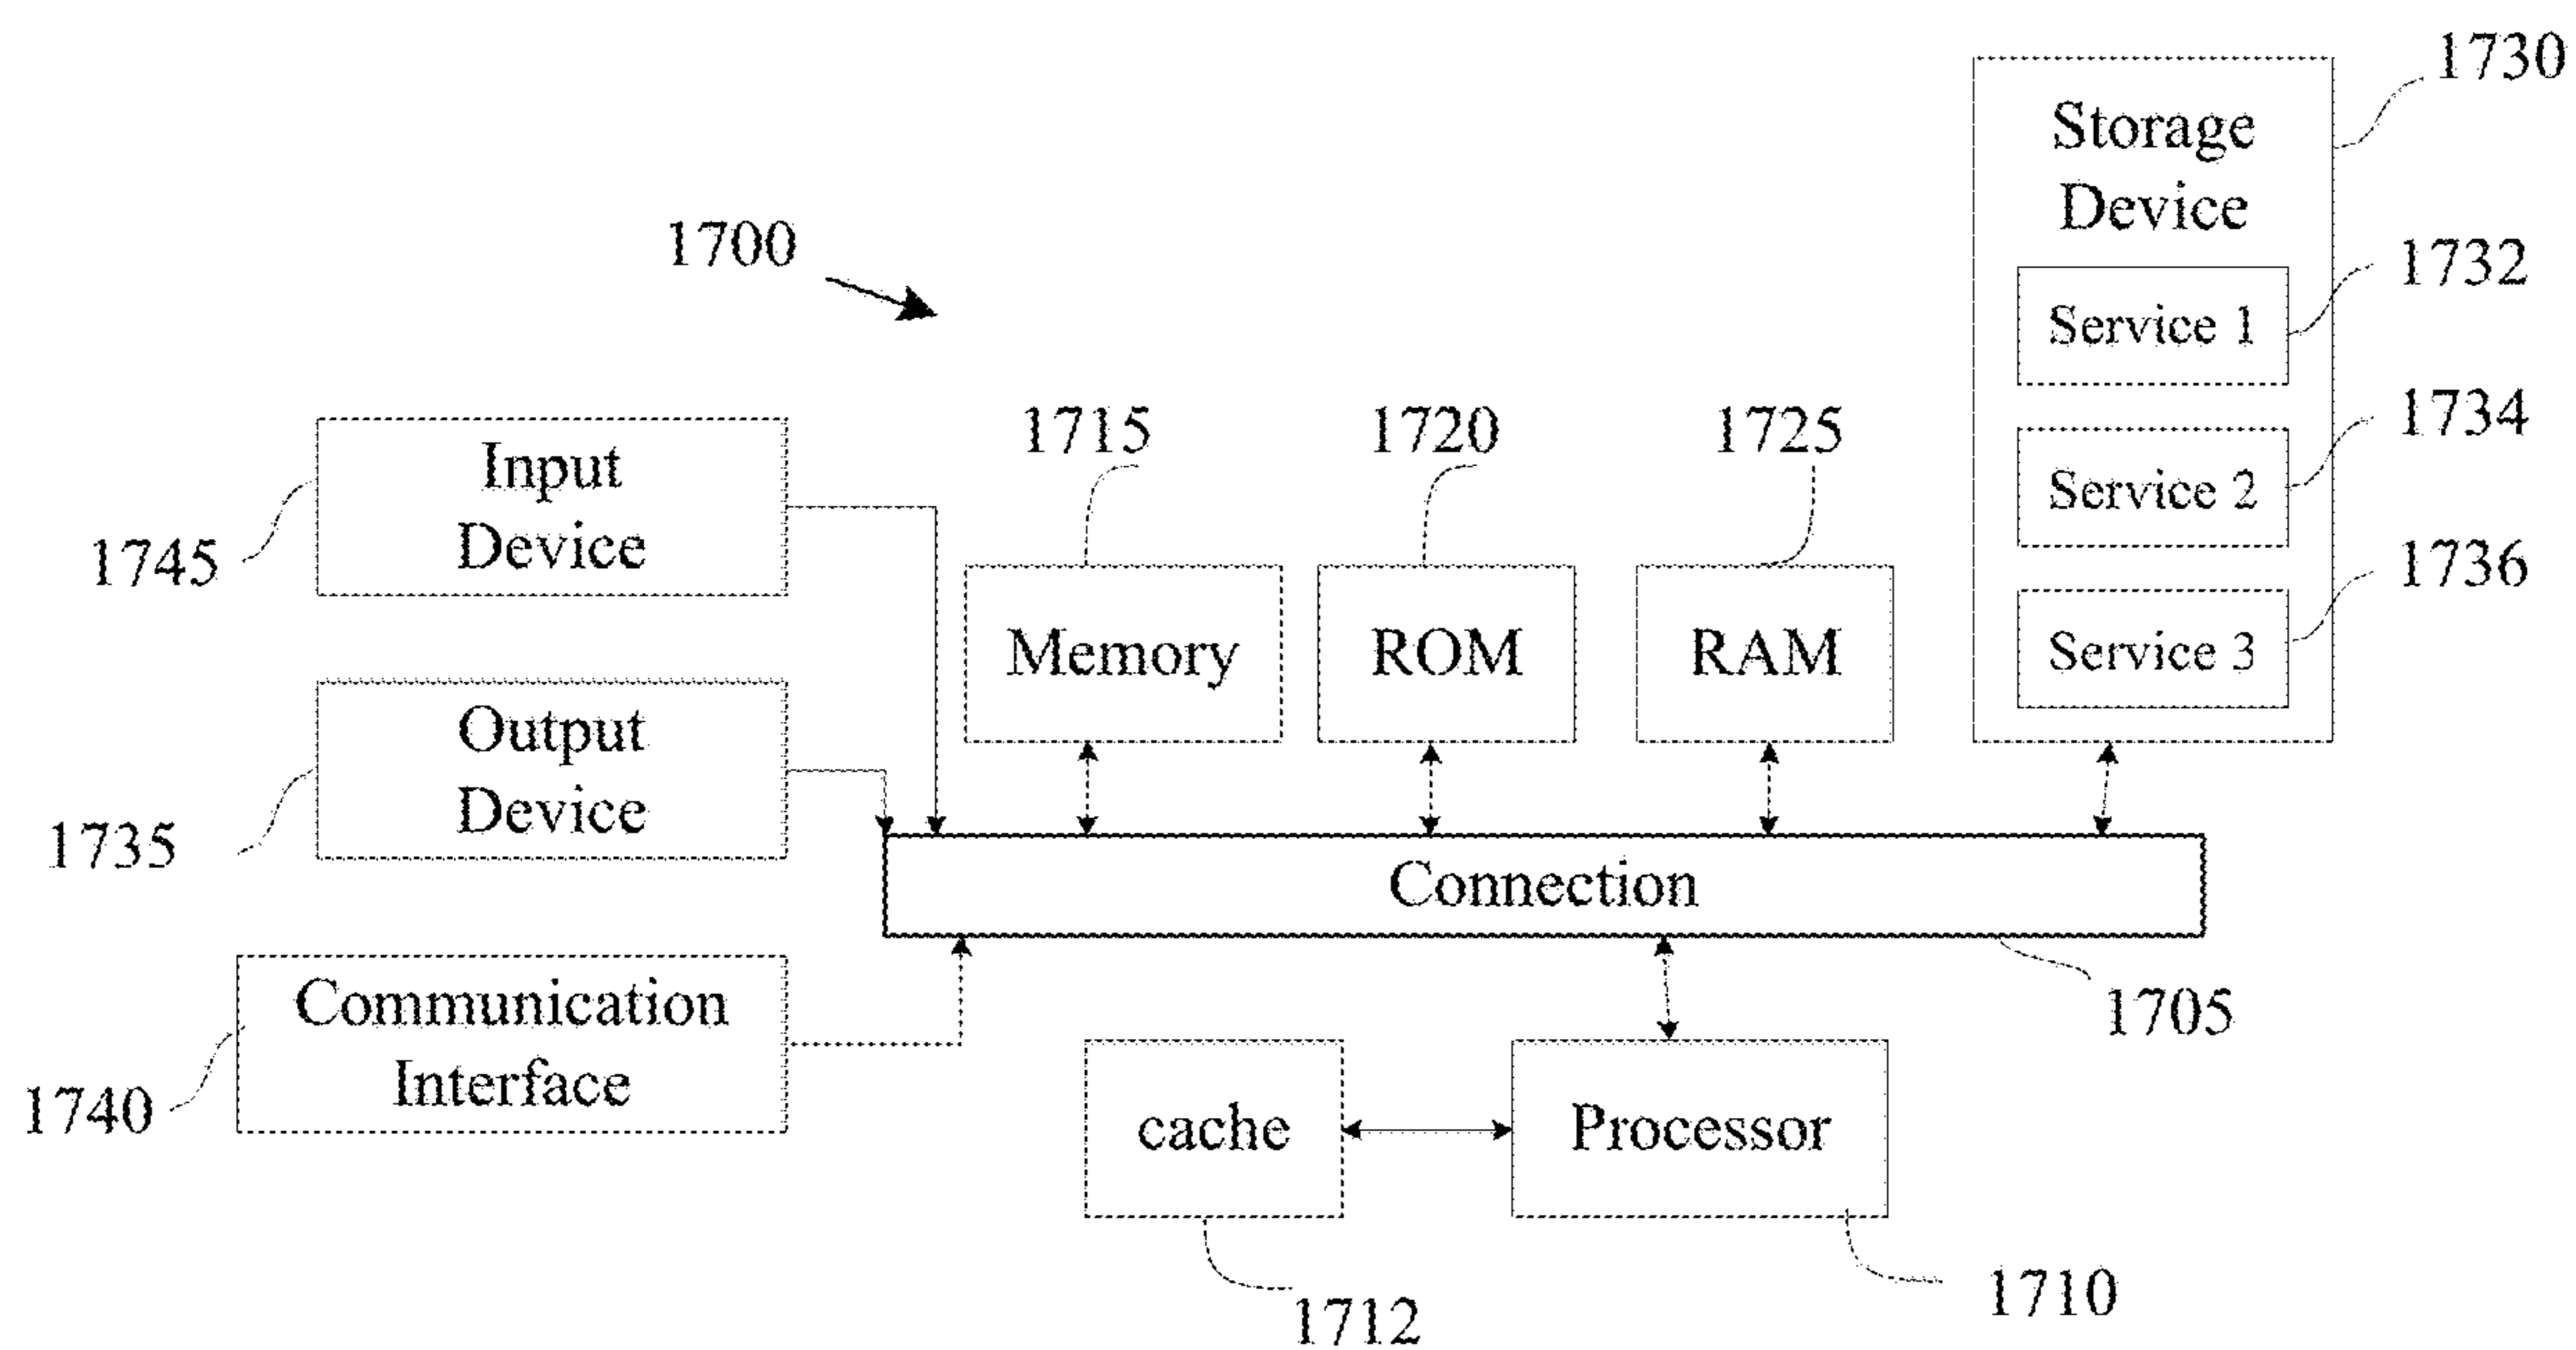 1730
Storage
Device
1700
1732
Service 1
1715
1720
1725
1734
Input
Device
Service 2
1745
1736
Memory
ROM
RAM
Service 3
Output
Device
1735
Connection
Communication
Interface
1705
1740
cache
Processor
1712
1710